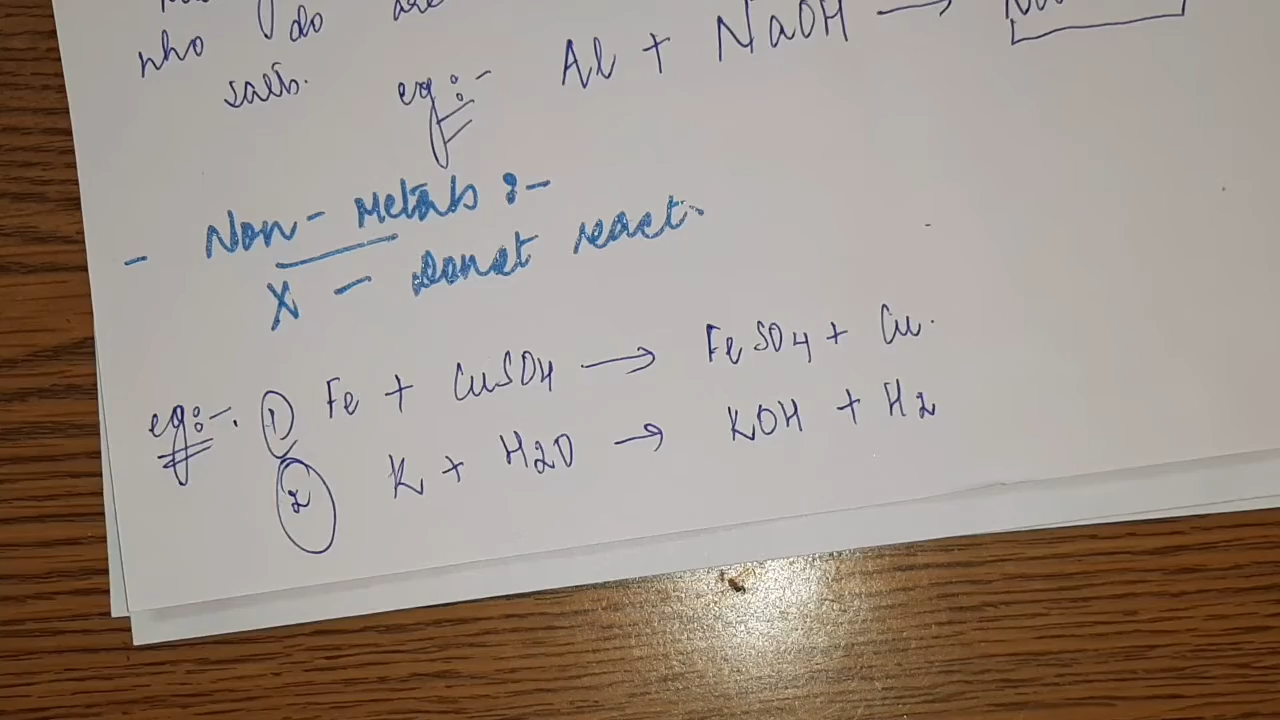 who do are
salts.
eg:- Al + NaOH →
- Non-Metals :-
X - Donot react.
eg:-. ① Fe + CuSO4 → FeSO4 + Cu.
② K + H2O → KOH + H2